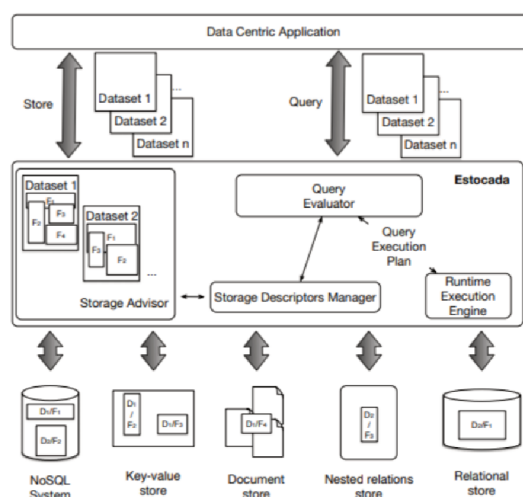 Data Centric Application
Store
Dataset 1
...
Dataset 2
Dataset n
Query
Dataset 1
...
Dataset 2
Dataset n
Estocada
Dataset 1
F1
F2
F3
F4
Dataset 2
F1
F3
F2
...
Storage Advisor
Query
Evaluator
Query
Execution
Plan
Storage Descriptors Manager
Runtime
Execution
Engine
D1/F1
D2/F2
NoSQL
System
D1
/
F2
D1/F3
Key-value
store
D1/F4
Document
store
D2
/
F3
Nested relations
store
D2/F1
Relational
store